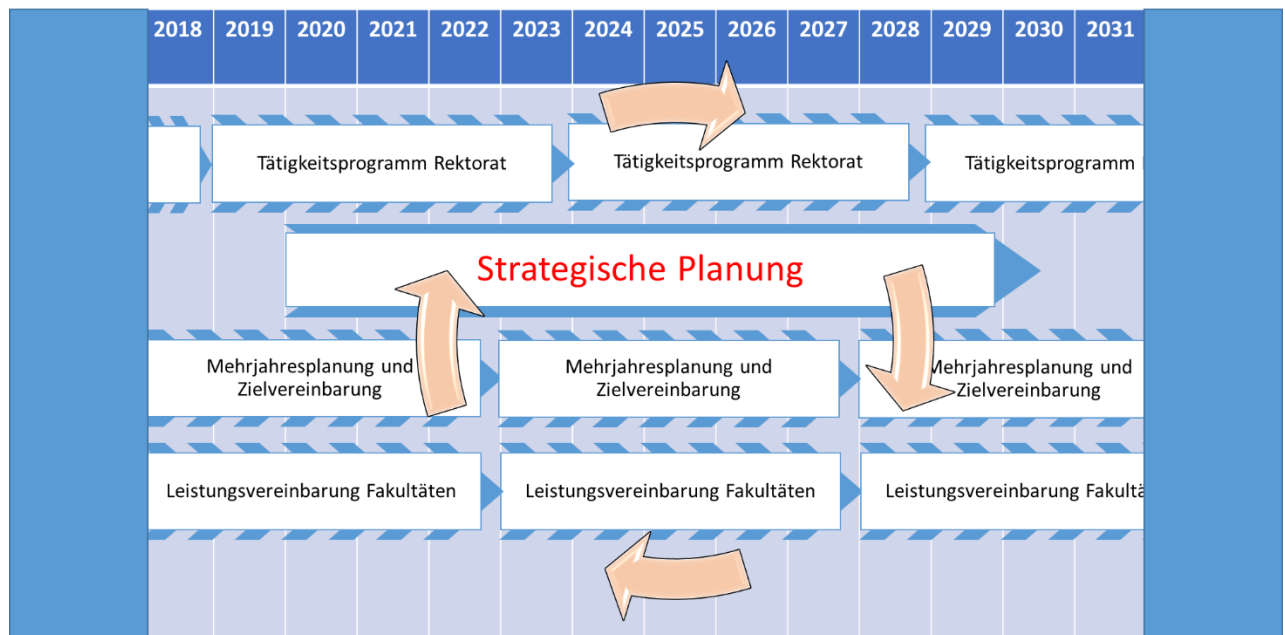 2018 2019 2020 2021 2022 2023 2024 2025 2026 2027 2028 2029 2030 2031
Tätigkeitsprogramm Rektorat Tätigkeitsprogramm Rektorat Tätigkeitsprogramm
Strategische Planung
Mehrjahresplanung und Mehrjahresplanung und Mehrjahresplanung und
Zielvereinbarung Zielvereinbarung Zielvereinbarung
Leistungsvereinbarung Fakultäten Leistungsvereinbarung Fakultäten Leistungsvereinbarung Fakultä